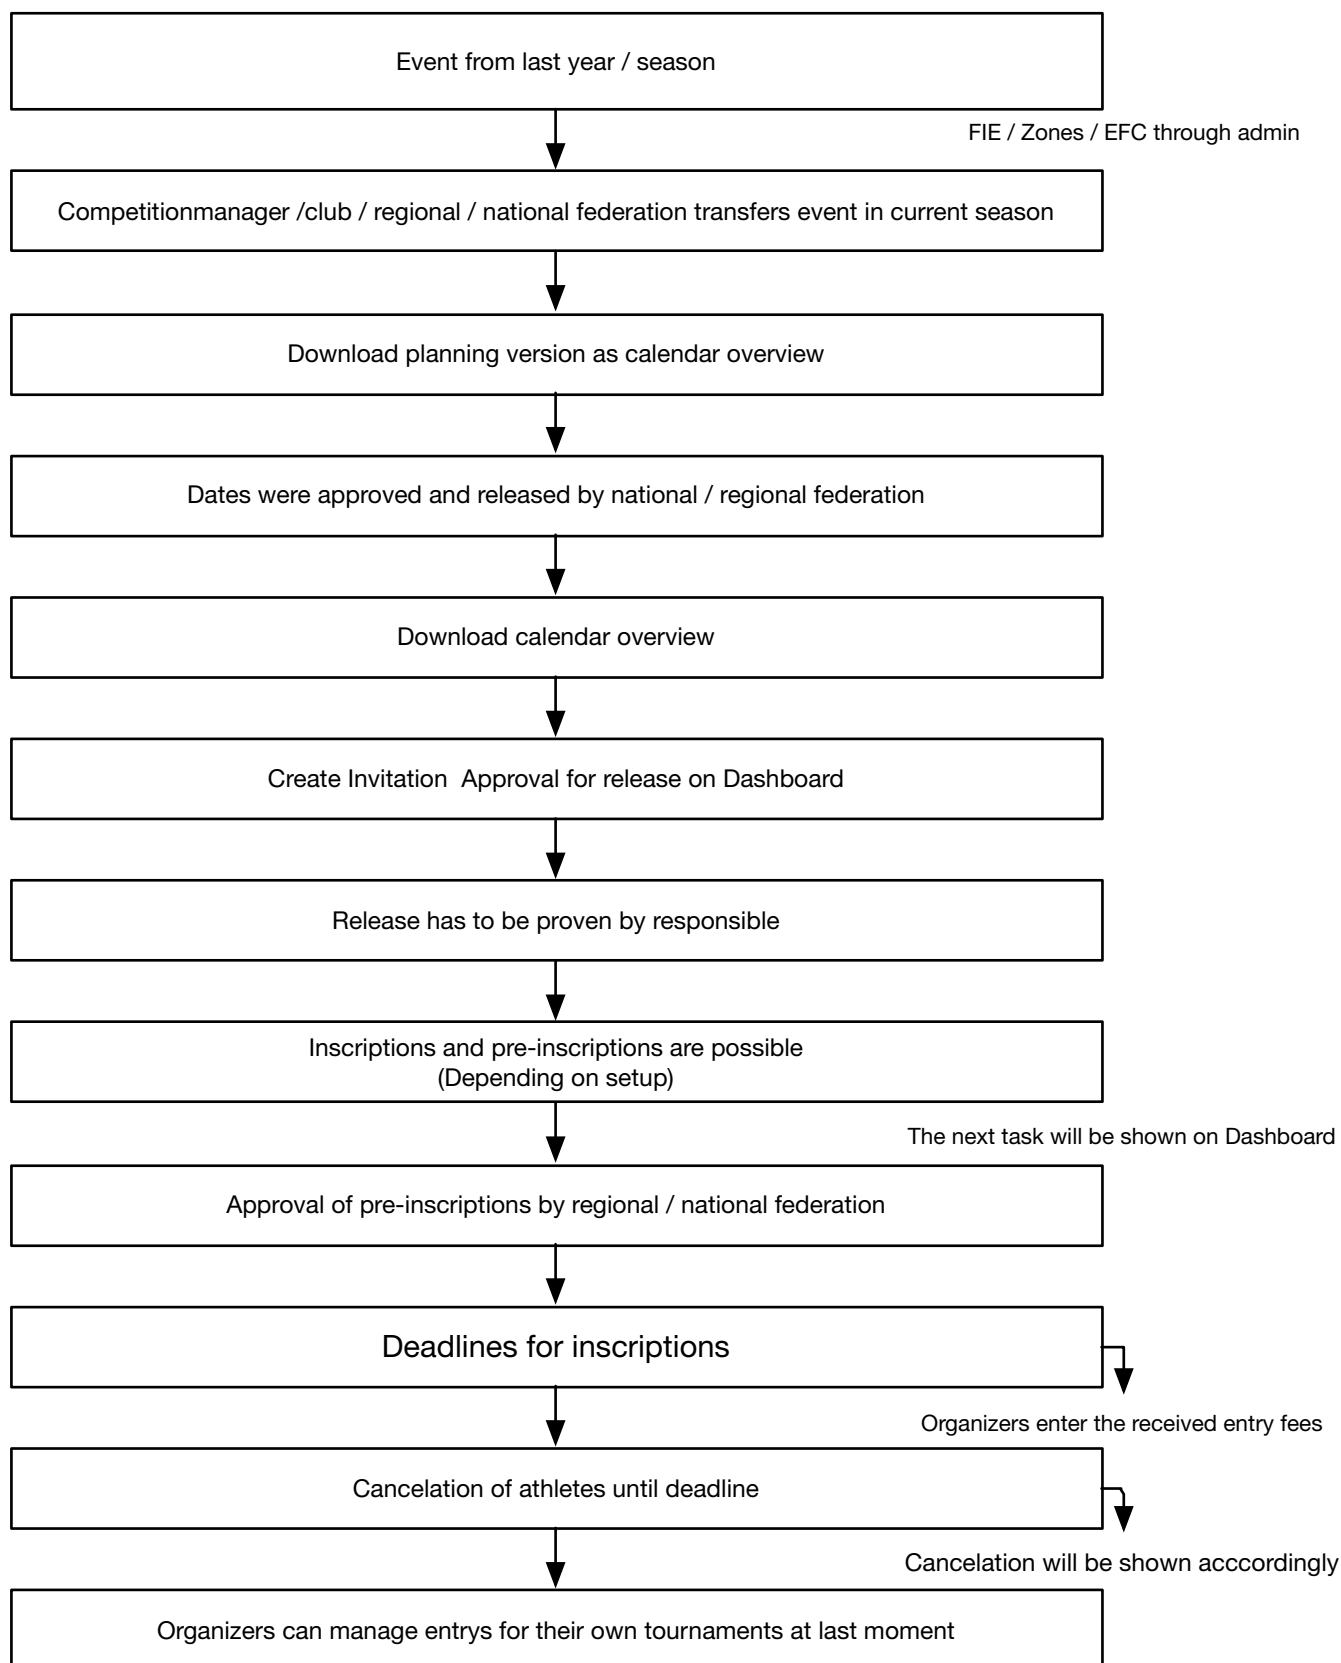 Event from last year / season
FIE / Zones / EFC through admin
Competitionmanager /club / regional / national federation transfers event in current season
Download planning version as calendar overview
Dates were approved and released by national / regional federation
Download calendar overview
Create Invitation  Approval for release on Dashboard
Release has to be proven by responsible
Inscriptions and pre-inscriptions are possible
(Depending on setup)
The next task will be shown on Dashboard
Approval of pre-inscriptions by regional / national federation
Deadlines for inscriptions
Organizers enter the received entry fees
Cancelation of athletes until deadline
Cancelation will be shown acccordingly
Organizers can manage entrys for their own tournaments at last moment